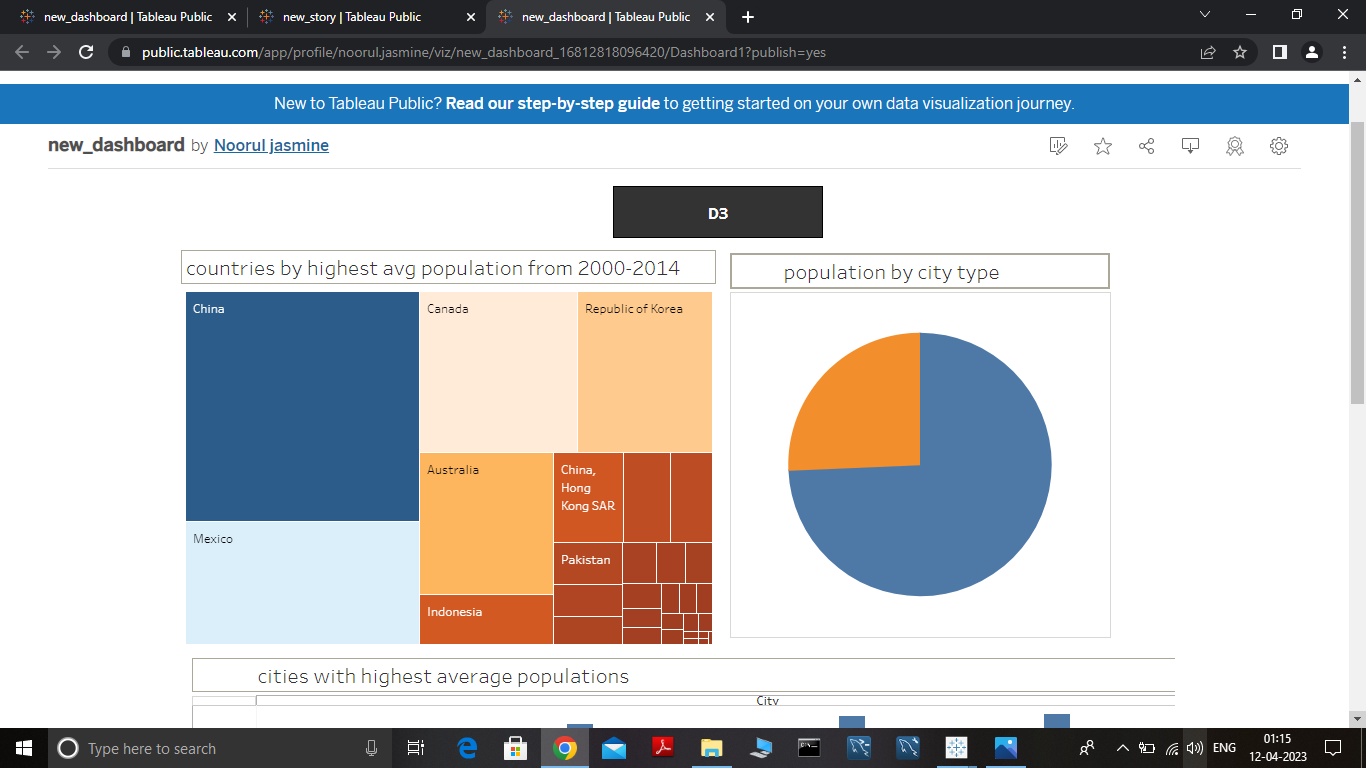 new_dashboard | Tableau Public
new_story | Tableau Public
new_dashboard | Tableau Public
public.tableau.com/app/profile/noorul.jasmine/viz/new_dashboard_16812818096420/Dashboard1?publish=yes
New to Tableau Public? Read our step-by-step guide to getting started on your own data visualization journey.
new_dashboard by Noorul jasmine
D3
countries by highest avg population from 2000-2014
population by city type
China
Canada
Republic of Korea
Australia
China,
Hong
Kong SAR
Mexico
Pakistan
Indonesia
cities with highest average populations
City
Type here to search
ENG
01:15
12-04-2023